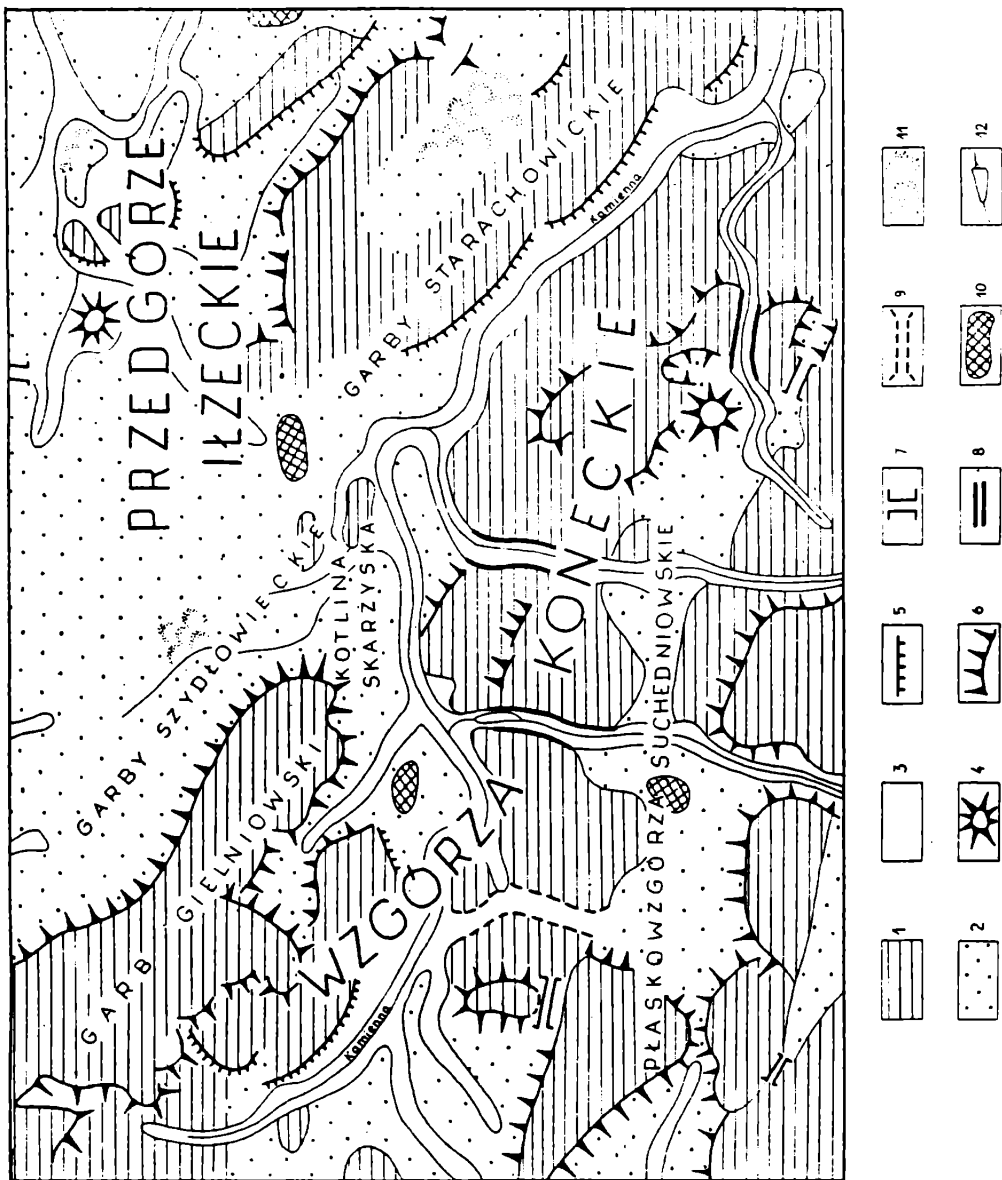 PRZEDGÓRZE
IŁŻECKIE
GARBY STARACHOWICKIE
Kamienna
GARBY SZYDŁOWIECKIE
KOTLINA
SKARŻYSKA
GARB GIELNIOWSKI
WZGÓRZA KONECKIE
Kamienna
PŁASKOWZGÓRZA SUCHEDNIOWSKIE
1
2
3
4
5
6
7
8
9
10
11
12